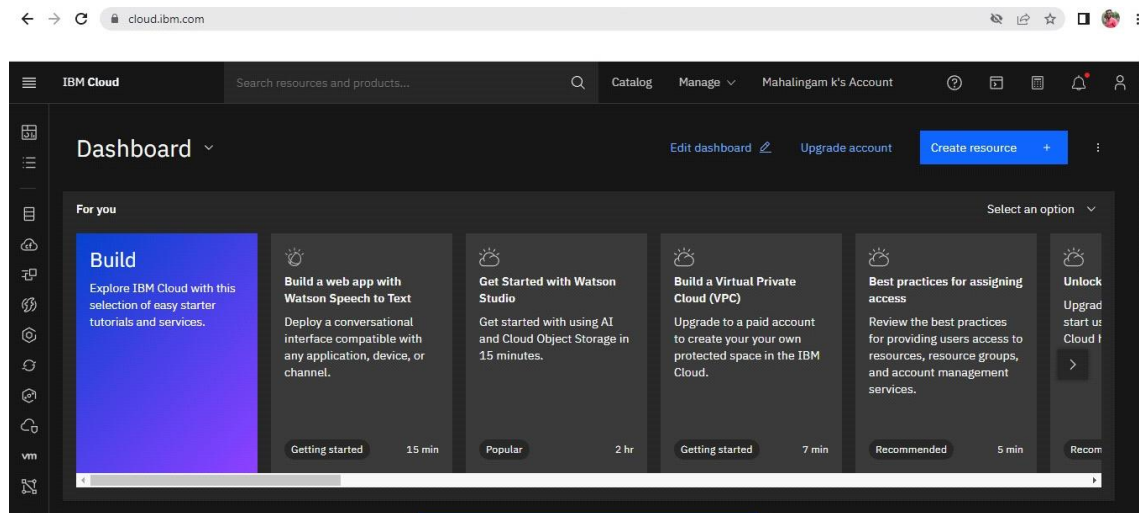 cloud.ibm.com
IBM Cloud
Search resources and products...
Catalog
Manage
Mahalingam k's Account
Dashboard
Edit dashboard
Upgrade account
Create resource +
For you
Select an option
Build
Explore IBM Cloud with this
selection of easy starter
tutorials and services.
Build a web app with
Watson Speech to Text
Deploy a conversational
interface compatible with
any application, device, or
channel.
Getting started
15 min
Get Started with Watson
Studio
Get started with using AI
and Cloud Object Storage in
15 minutes.
Popular
2 hr
Build a Virtual Private
Cloud (VPC)
Upgrade to a paid account
to create your your own
protected space in the IBM
Cloud.
Getting started
7 min
Best practices for assigning
access
Review the best practices
for providing users access to
resources, resource groups,
and account management
services.
Recommended
5 min
Unlock
Upgrad
start us
Cloud
Recom
vm